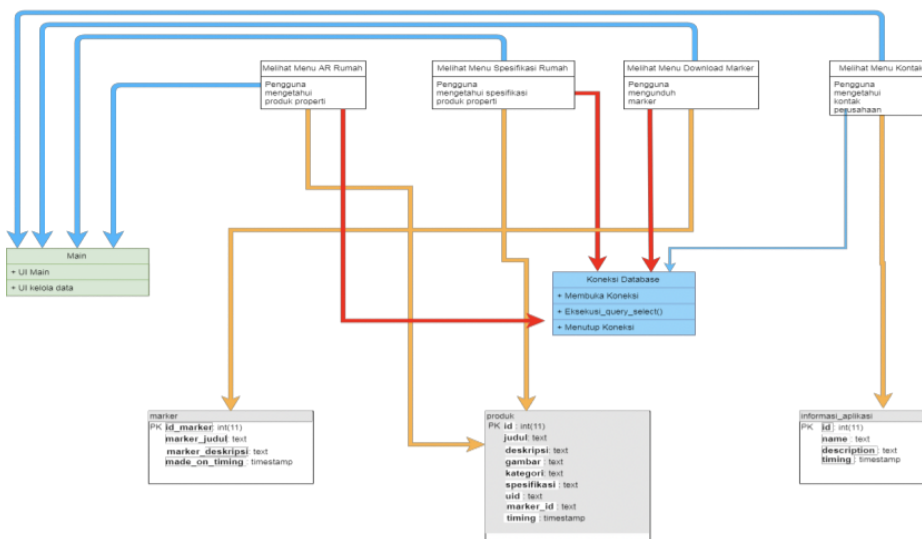 Melihat Menu AR Rumah
Pengguna
mengetahui
produk properti
Melihat Menu Spesifikasi Rumah
Pengguna
mengetahui spesifikasi
produk properti
Melihat Menu Download Marker
Pengguna
mengunduh
marker
Melihat Menu Kontak
Pengguna
mengetahui
kontak
perusahaan
Main
+ UI Main
+ UI kelola data
Koneksi Database
+ Membuka Koneksi
+ Eksekusi_query_select()
+ Menutup Koneksi
marker
PK id_marker: int(11)
marker_judul: text
marker_deskripsi: text
made_on_timing : timestamp
produk
PK id : int(11)
judul: text
deskripsi: text
gambar : text
kategori : text
spesifikasi : text
uid : text
marker_id : text
timing : timestamp
informasi_aplikasi
PK id : int(11)
name : text
description : text
timing : timestamp